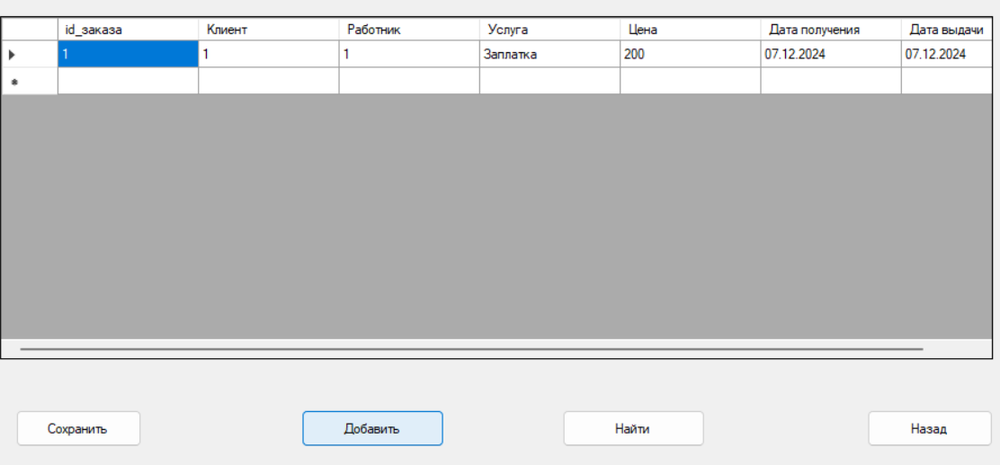 id_заказа Клиент Работник Услуга Цена Дата получения Дата выдачи
1 1 1 Заплатка 200 07.12.2024 07.12.2024
Сохранить Добавить Найти Назад